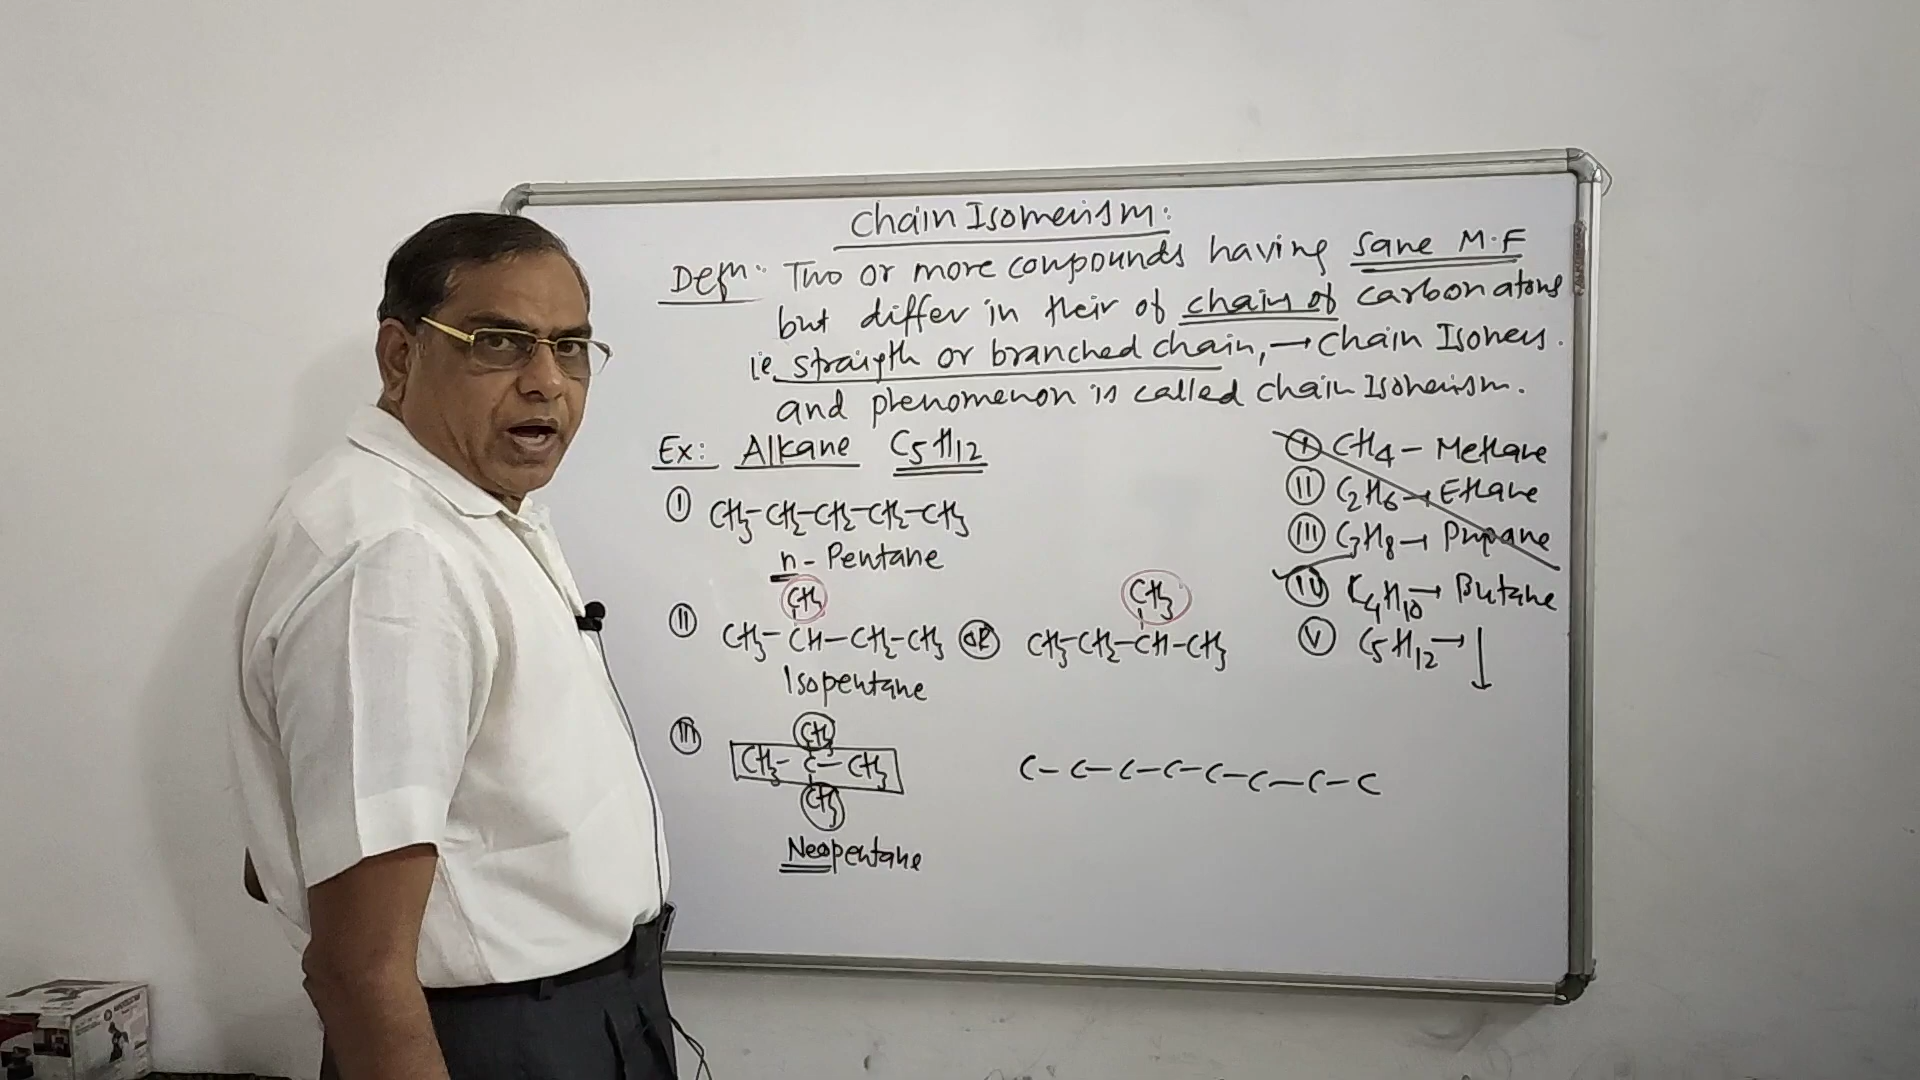 Chain Isomerism:
Defn: Two or more compounds having same M.F
but differ in their of chain of carbon atoms
i.e. straigth or branched chain, → Chain Isomers.
and phenomenon is called chain Isomerism.
Ex: Alkane C5H12
I CH3-CH2-CH2-CH2-CH3
n-Pentane
CH3
II CH3-CH-CH2-CH3 OR CH3-CH2-CH-CH3
CH3
Isopentane
III CH3
CH3-C-CH3
CH3
Neopentane
I CH4 - Methane
II C2H6 → Ethane
III C3H8 → Propane
IV C4H10 → Butane
V C5H12 →
C-C-C-C-C-C-C-C